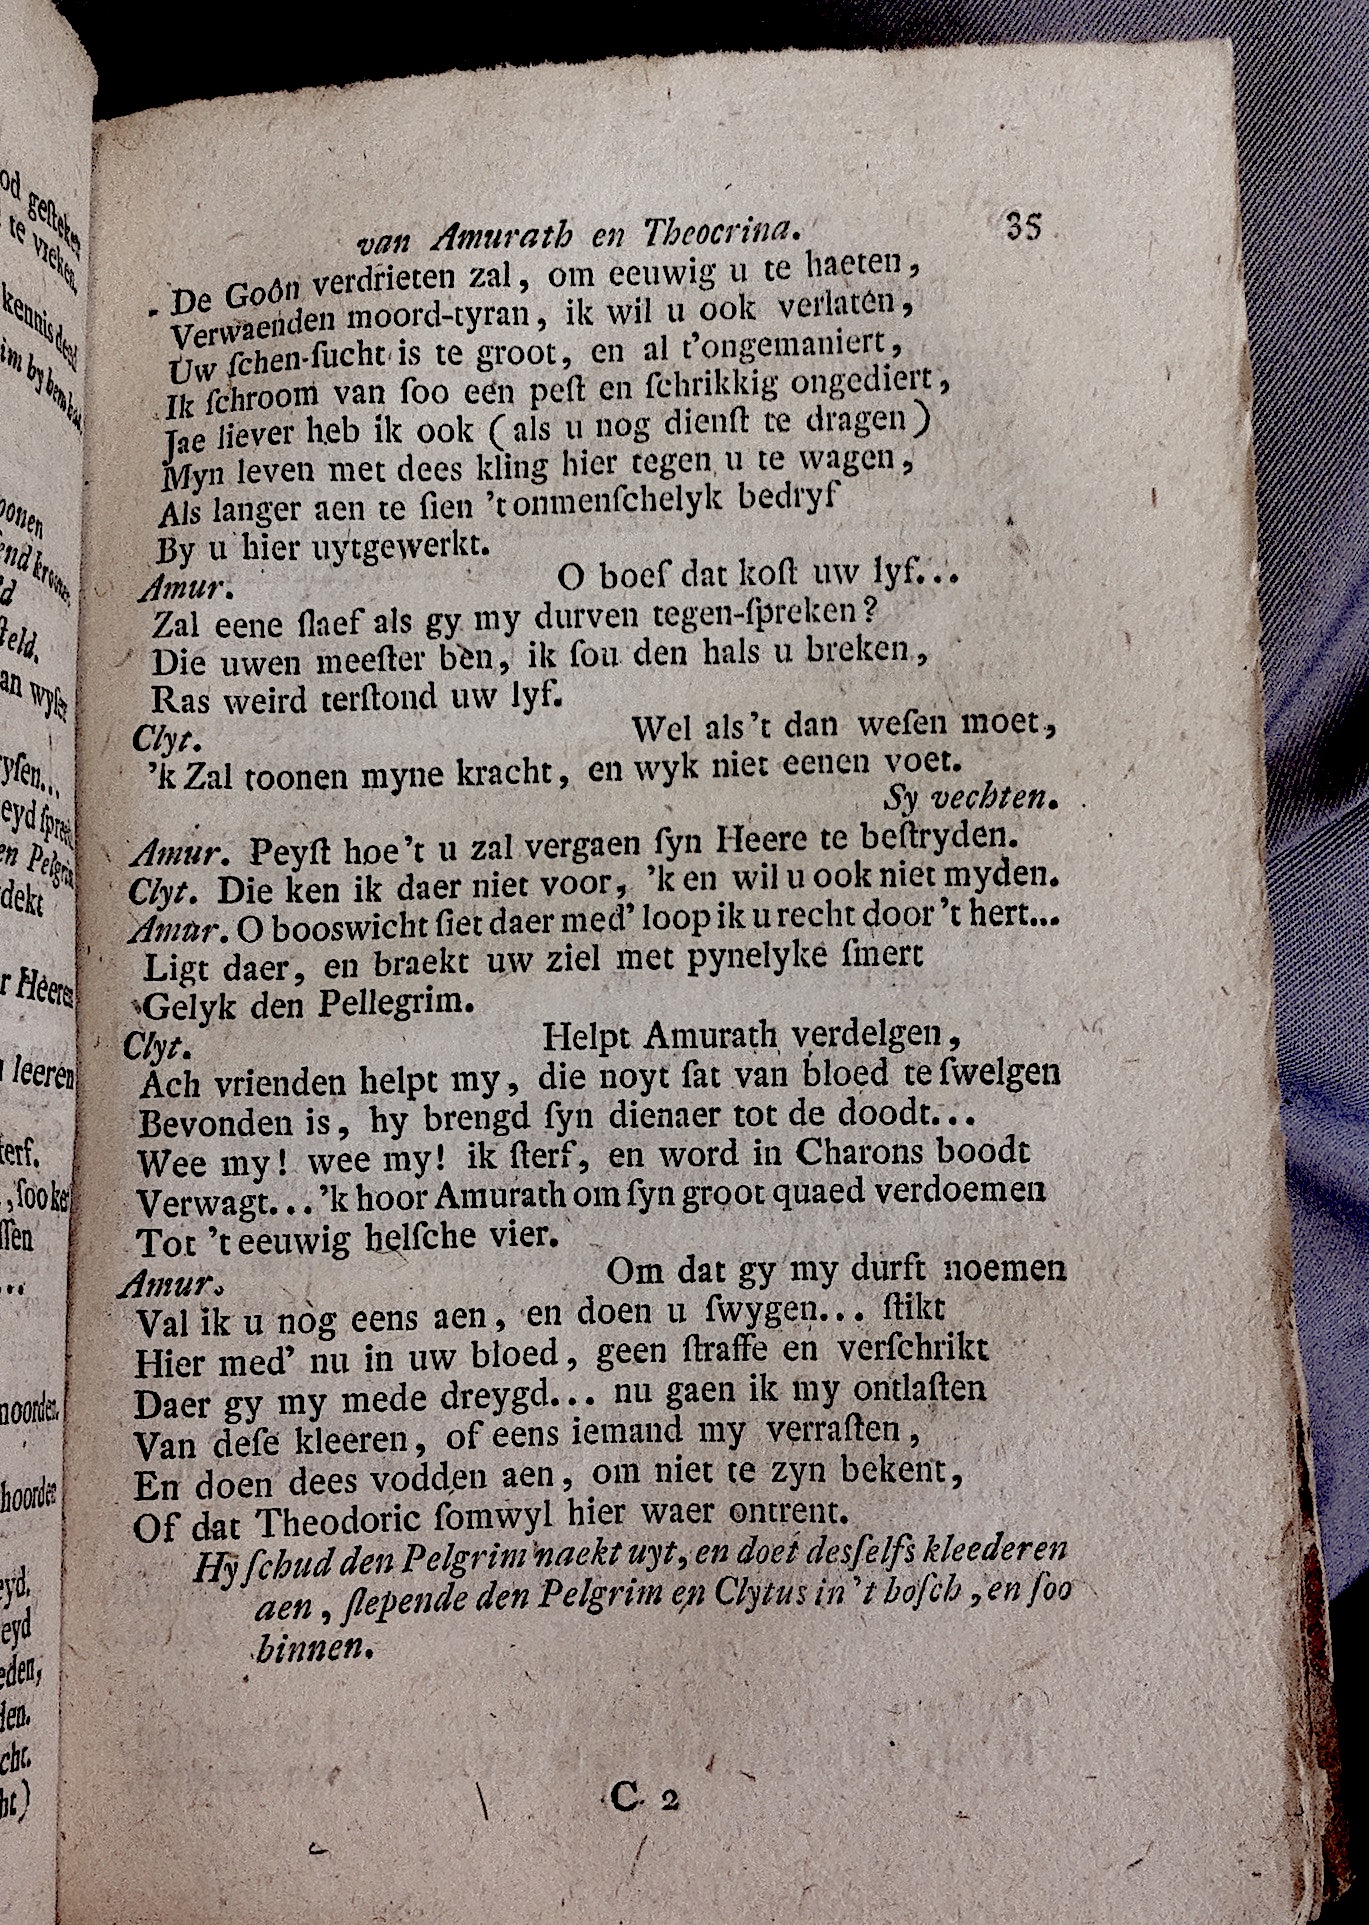 van Amurath en Theocrina. 35
De Goôn verdrieten zal, om eeuwig u te haeten,
Verwaenden moord-tyran, ik wil u ook verlaten,
Uw ſchen-ſucht is te groot, en al t'ongemaniert,
Ik ſchroom van ſoo een peſt en ſchrikkig ongediert,
Jae liever heb ik ook (als u nog dienſt te dragen)
Myn leven met dees kling hier tegen u te wagen,
Als langer aen te ſien 't onmenſchelyk bedryf
By u hier uytgewerkt.
Amur. O boef dat koſt uw lyf...
Zal eene ſlaef als gy my durven tegen-ſpreken?
Die uwen meeſter ben, ik ſou den hals u breken,
Ras weird terſtond uw lyf.
Clyt. Wel als 't dan weſen moet,
'k Zal toonen myne kracht, en wyk niet eenen voet.
Sy vechten.
Amur. Peyſt hoe 't u zal vergaen ſyn Heere te beſtryden.
Clyt. Die ken ik daer niet voor, 'k en wil u ook niet myden.
Amur. O booswicht ſiet daer med' loop ik u recht door 't hert...
Ligt daer, en braekt uw ziel met pynelyke ſmert
Gelyk den Pellegrim.
Clyt. Helpt Amurath verdelgen,
Ach vrienden helpt my, die noyt ſat van bloed te ſwelgen
Bevonden is, hy brengd ſyn dienaer tot de doodt...
Wee my! wee my! ik ſterf, en word in Charons boodt
Verwagt... 'k hoor Amurath om ſyn groot quaed verdoemen
Tot 't eeuwig helſche vier.
Amur. Om dat gy my durft noemen
Val ik u nog eens aen, en doen u ſwygen... ſtikt
Hier med' nu in uw bloed, geen ſtraffe en verſchrikt
Daer gy my mede dreygd... nu gaen ik my ontlaſten
Van deſe kleeren, of eens iemand my verraſten,
En doen dees vodden aen, om niet te zyn bekent,
Of dat Theodoric ſomwyl hier waer ontrent.
Hy ſchud den Pelgrim naekt uyt, en doet desſelfs kleederen
aen, ſlepende den Pelgrim en Clytus in 't boſch, en ſoo
binnen.
C 2